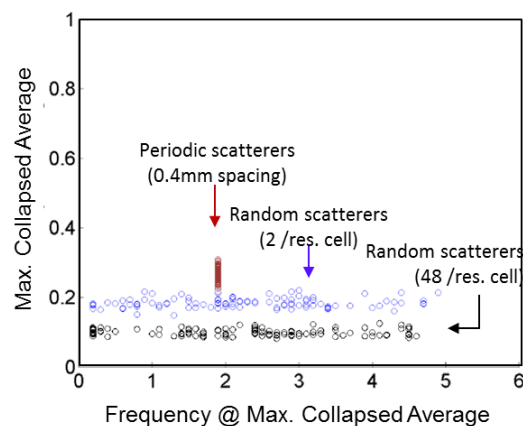 Max. Collapsed Average
1
0.8
0.6
0.4
0.2
0
Periodic scatterers
(0.4mm spacing)
Random scatterers
(2 /res. cell)
Random scatterers
(48 /res. cell)
0 1 2 3 4 5 6
Frequency @ Max. Collapsed Average